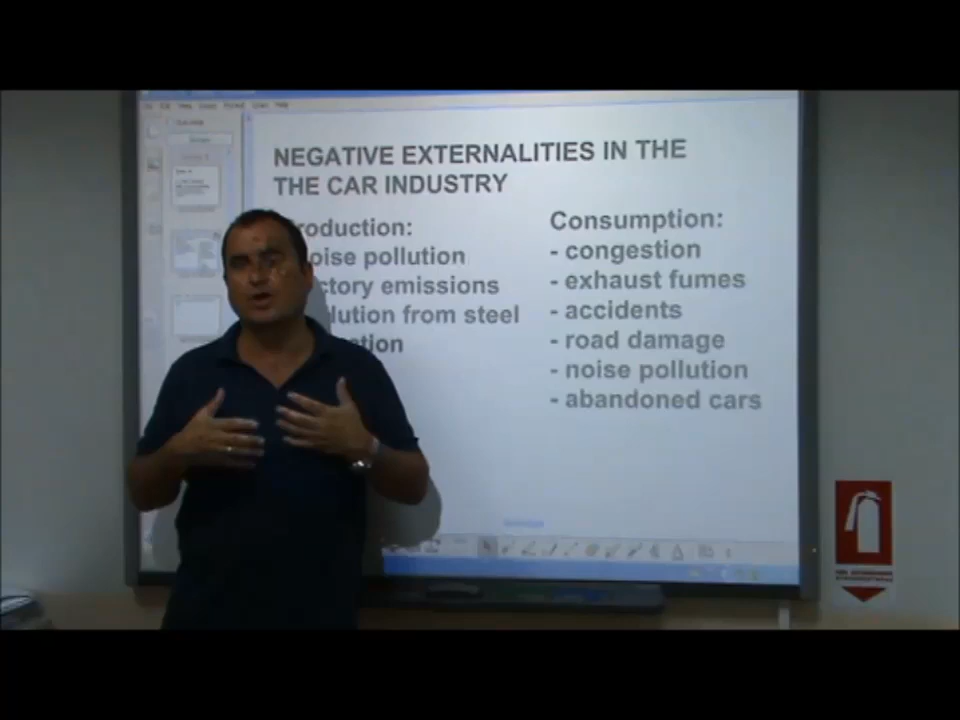 NEGATIVE EXTERNALITIES IN THE
THE CAR INDUSTRY
roduction:
oise pollution
ctory emissions
lution from steel
ction
Consumption:
- congestion
- exhaust fumes
- accidents
- road damage
- noise pollution
- abandoned cars